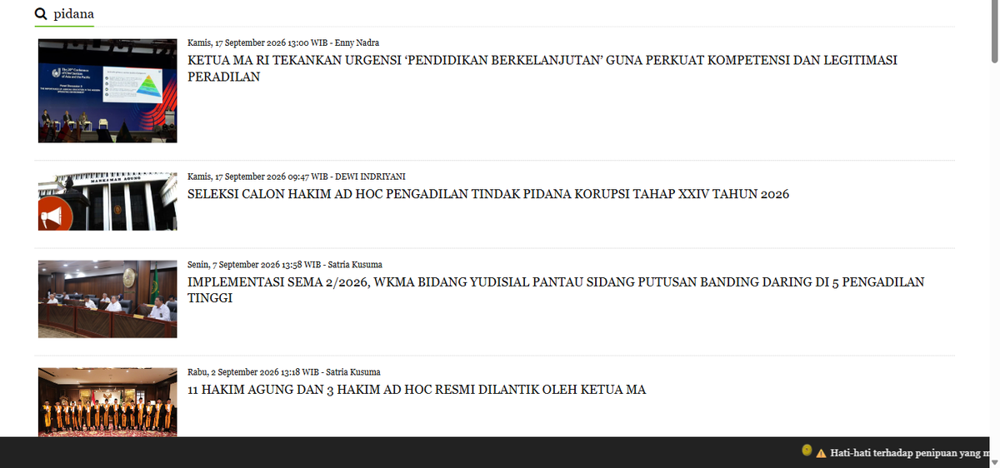 pidana
Kamis, 17 September 2026 13:00 WIB - Enny Nadra
KETUA MA RI TEKANKAN URGENSI ‘PENDIDIKAN BERKELANJUTAN’ GUNA PERKUAT KOMPETENSI DAN LEGITIMASI
PERADILAN
Kamis, 17 September 2026 09:47 WIB - DEWI INDRIYANI
MAHKAMAH AGUNG
SELEKSI CALON HAKIM AD HOC PENGADILAN TINDAK PIDANA KORUPSI TAHAP XXIV TAHUN 2026
Senin, 7 September 2026 13:58 WIB - Satria Kusuma
IMPLEMENTASI SEMA 2/2026, WKMA BIDANG YUDISIAL PANTAU SIDANG PUTUSAN BANDING DARING DI 5 PENGADILAN
TINGGI
Rabu, 2 September 2026 13:18 WIB - Satria Kusuma
11 HAKIM AGUNG DAN 3 HAKIM AD HOC RESMI DILANTIK OLEH KETUA MA
Hati-hati terhadap penipuan yang